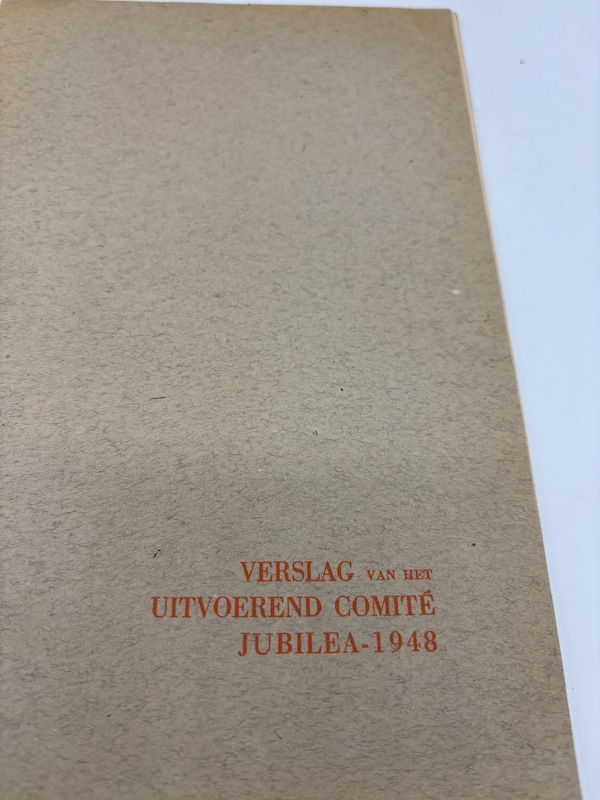 VERSLAG VAN HET
UITVOEREND COMITÉ
JUBILEA-1948